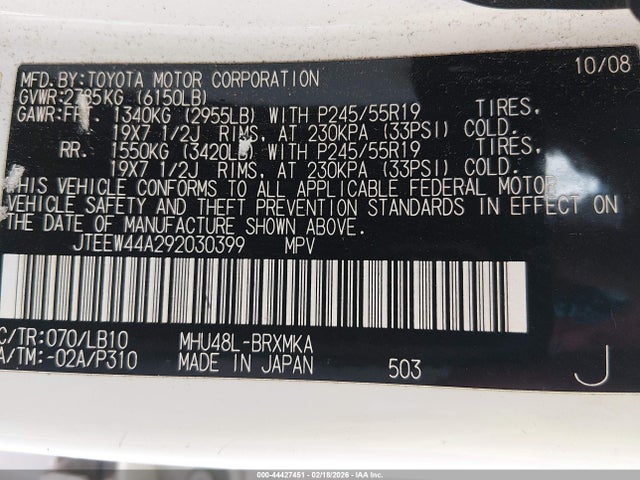 MFD.BY:TOYOTA MOTOR CORPORATION 10/08
GVWR:2785KG (6150LB)
GAWR:FR. 1340KG (2955LB) WITH P245/55R19 TIRES.
19X7 1/2J RIMS, AT 230KPA (33PSI) COLD.
RR. 1550KG (3420LB) WITH P245/55R19 TIRES.
19X7 1/2J RIMS, AT 230KPA (33PSI) COLD.
THIS VEHICLE CONFORMS TO ALL APPLICABLE FEDERAL MOTOR
VEHICLE SAFETY AND THEFT PREVENTION STANDARDS IN EFFECT ON
THE DATE OF MANUFACTURE SHOWN ABOVE.
JTEEW44A292030399 MPV
C/TR:070/LB10 MHU48L-BRXMKA
A/TM:-02A/P310 MADE IN JAPAN 503 J
000-44427451 - 02/18/2026 - IAA Inc.